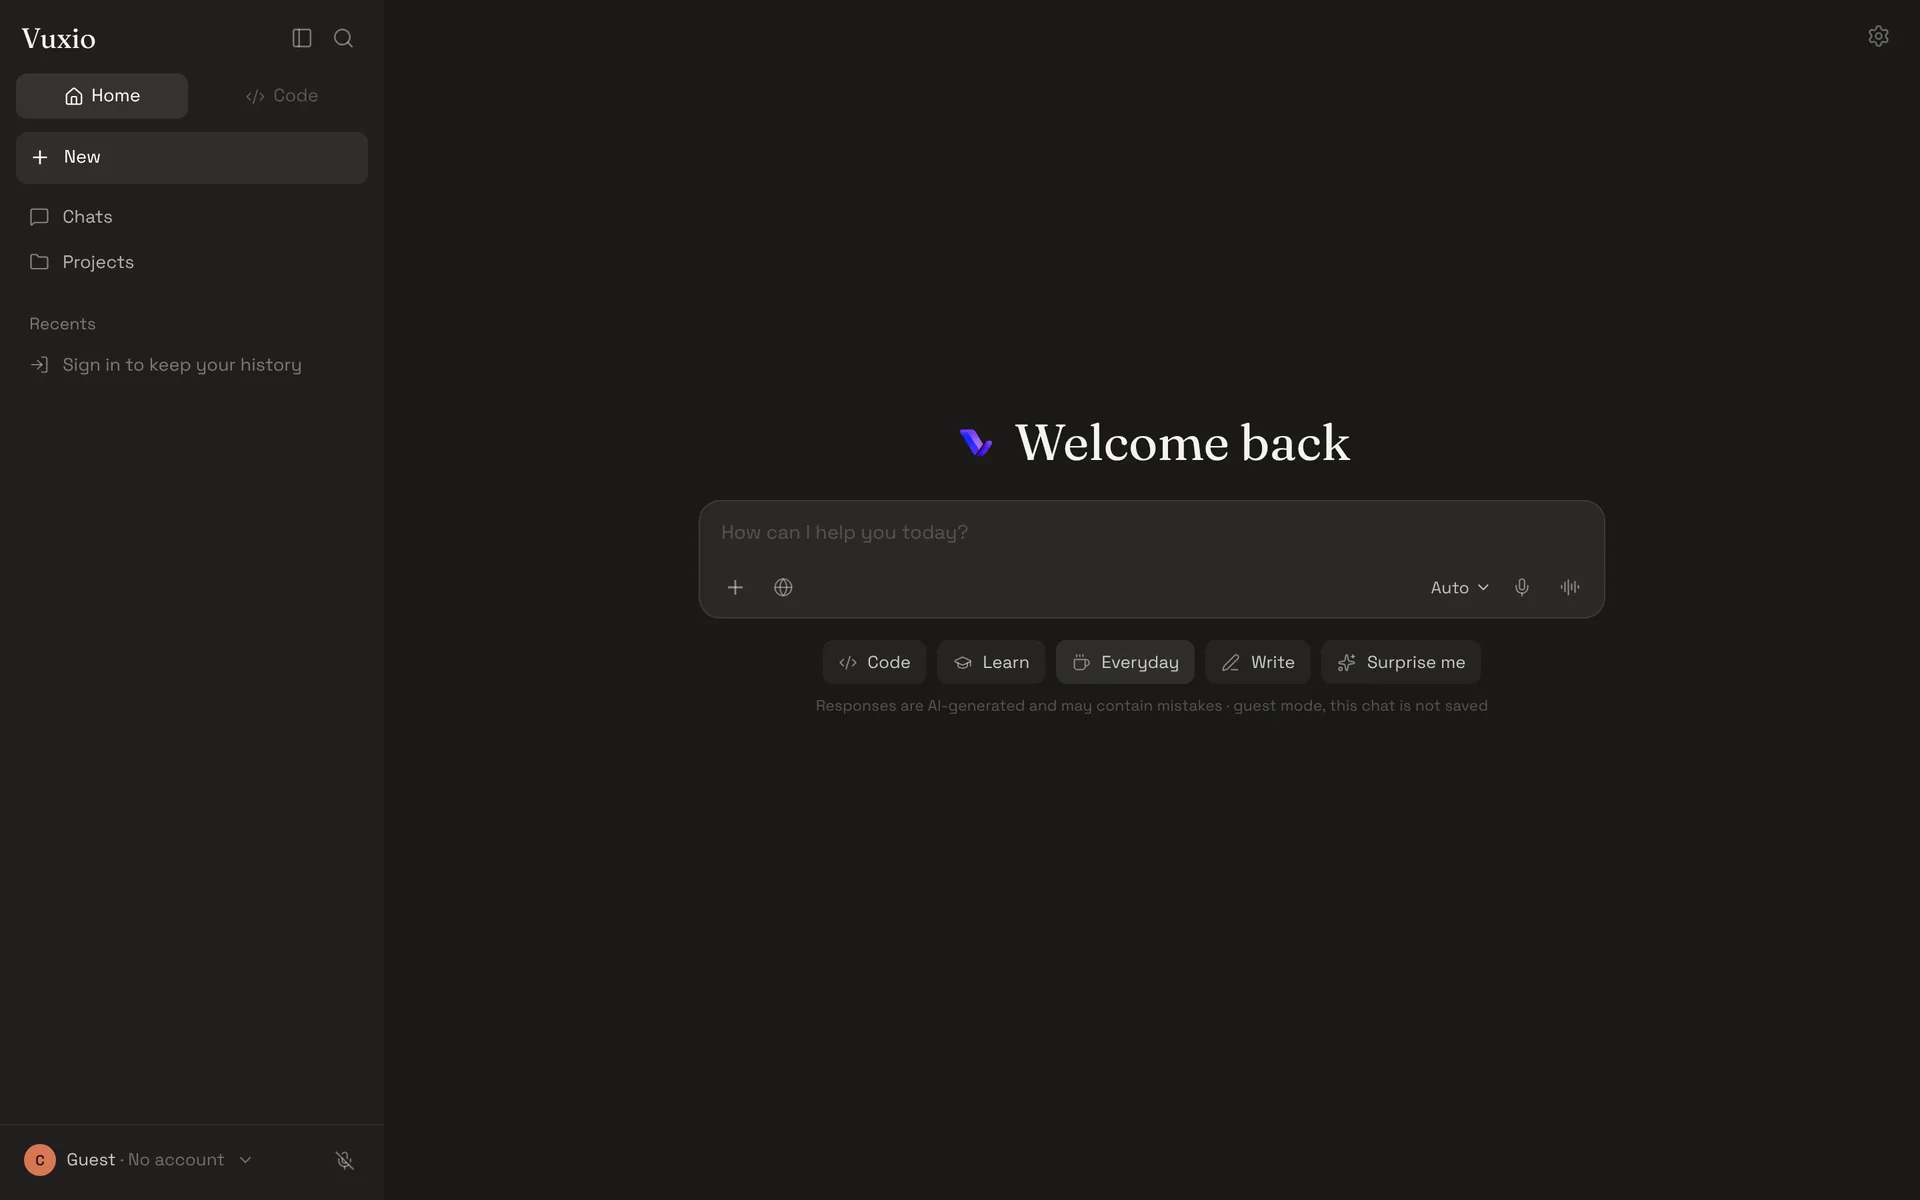 Vuxio
Home
Code
New
Chats
Projects
Recents
Sign in to keep your history
Welcome back
How can I help you today?
Auto
Code
Learn
Everyday
Write
Surprise me
Responses are AI-generated and may contain mistakes · guest mode, this chat is not saved
C
Guest · No account